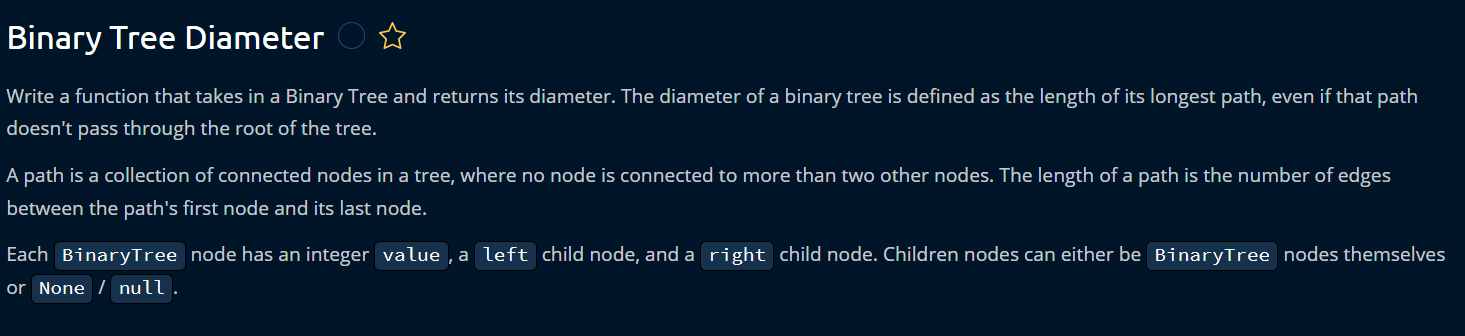 Binary Tree Diameter
Write a function that takes in a Binary Tree and returns its diameter. The diameter of a binary tree is defined as the length of its longest path, even if that path
doesn't pass through the root of the tree.
A path is a collection of connected nodes in a tree, where no node is connected to more than two other nodes. The length of a path is the number of edges
between the path's first node and its last node.
Each BinaryTree node has an integer value , a left child node, and a right child node. Children nodes can either be BinaryTree nodes themselves
or None / null .